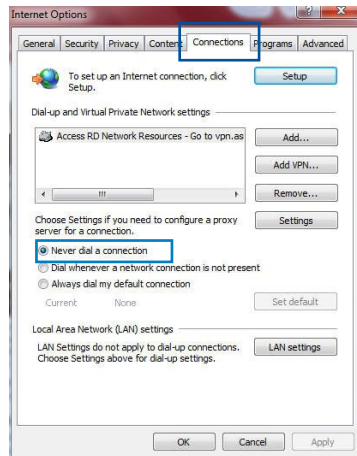 Internet Options
General Security Privacy Content Connections Programs Advanced
To set up an Internet connection, click
Setup.
Setup
Dial-up and Virtual Private Network settings
Access RD Network Resources - Go to vpn.as
Add...
Add VPN...
Remove...
Choose Settings if you need to configure a proxy
server for a connection.
Settings
Never dial a connection
Dial whenever a network connection is not present
Always dial my default connection
Current None
Set default
Local Area Network (LAN) settings
LAN Settings do not apply to dial-up connections.
Choose Settings above for dial-up settings.
LAN settings
OK Cancel Apply